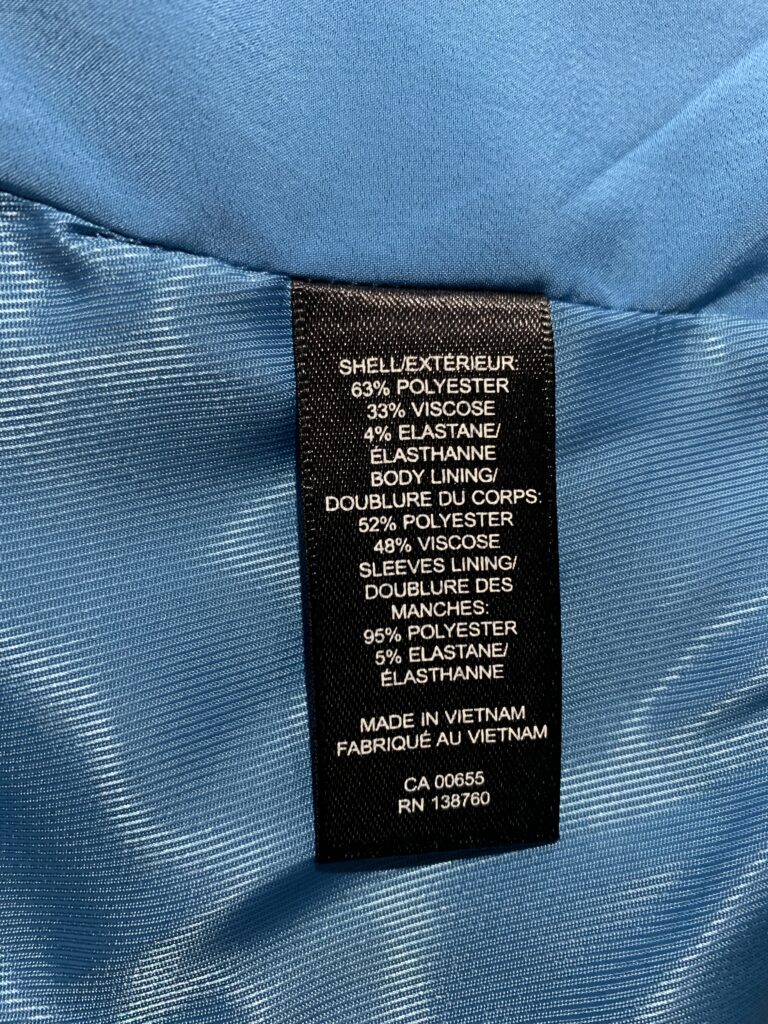 SHELL/EXTÉRIEUR:
63% POLYESTER
33% VISCOSE
4% ELASTANE/
ÉLASTHANNE
BODY LINING/
DOUBLURE DU CORPS:
52% POLYESTER
48% VISCOSE
SLEEVES LINING/
DOUBLURE DES
MANCHES:
95% POLYESTER
5% ELASTANE/
ÉLASTHANNE
MADE IN VIETNAM
FABRIQUÉ AU VIETNAM
CA 00655
RN 138760